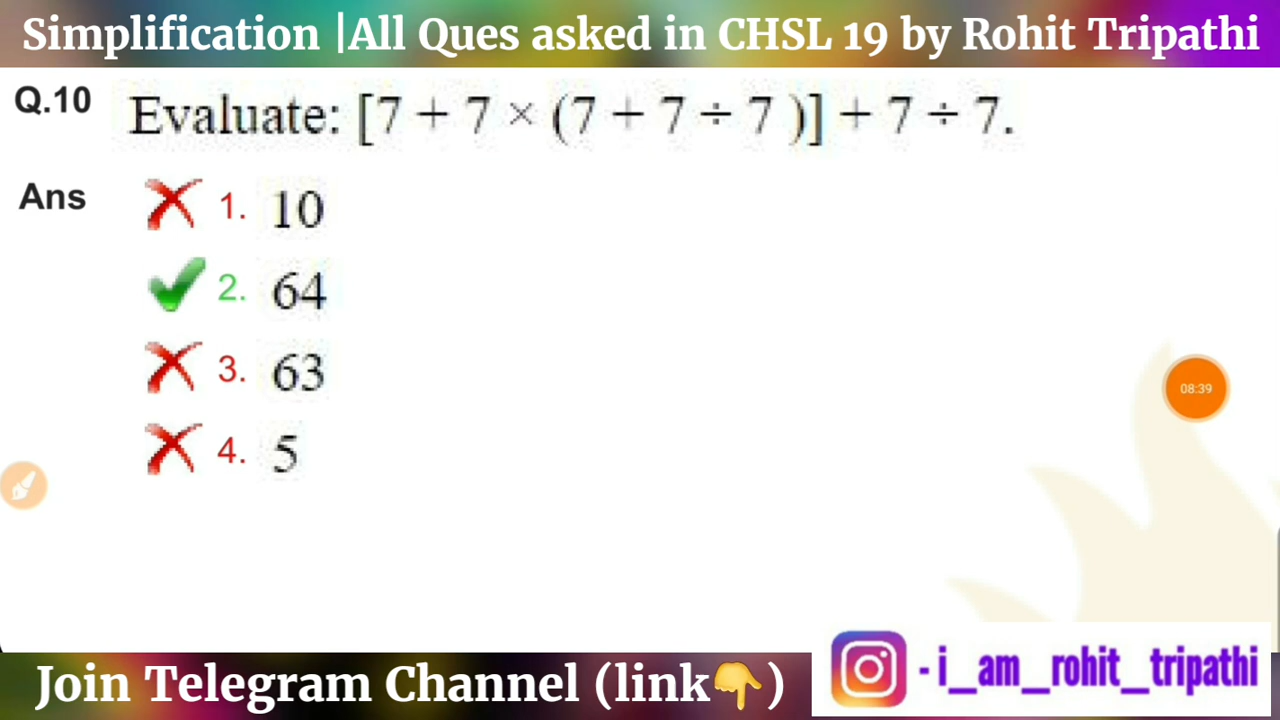 Simplification |All Ques asked in CHSL 19 by Rohit Tripathi
Q.10 Evaluate: [7 + 7 × (7 + 7 ÷ 7 )] + 7 ÷ 7.
Ans 1. 10
2. 64
3. 63
4. 5
08:39
Join Telegram Channel (link👇)
- i_am_rohit_tripathi